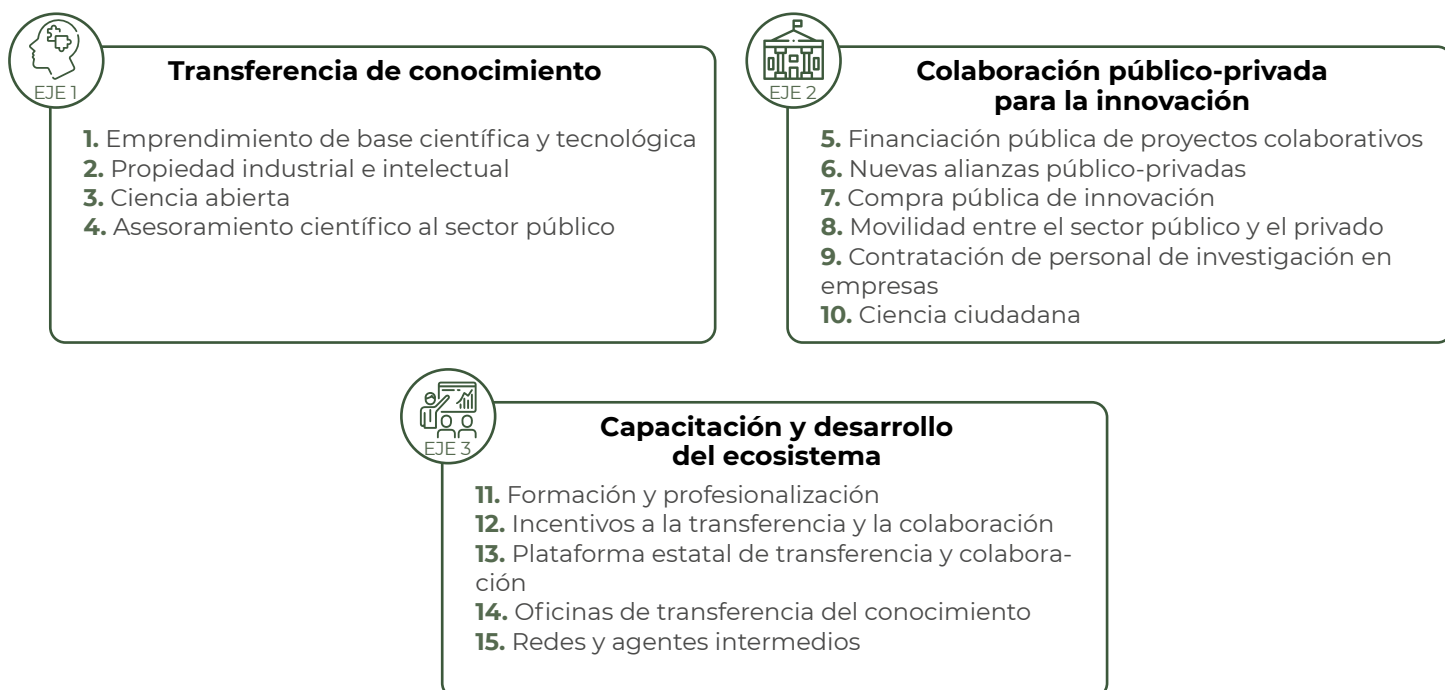 EJE 1
Transferencia de conocimiento
1. Emprendimiento de base científica y tecnológica
2. Propiedad industrial e intelectual
3. Ciencia abierta
4. Asesoramiento científico al sector público
EJE 2
Colaboración público-privada
para la innovación
5. Financiación pública de proyectos colaborativos
6. Nuevas alianzas público-privadas
7. Compra pública de innovación
8. Movilidad entre el sector público y el privado
9. Contratación de personal de investigación en
empresas
10. Ciencia ciudadana
EJE 3
Capacitación y desarrollo
del ecosistema
11. Formación y profesionalización
12. Incentivos a la transferencia y la colaboración
13. Plataforma estatal de transferencia y colabora-
ción
14. Oficinas de transferencia del conocimiento
15. Redes y agentes intermedios